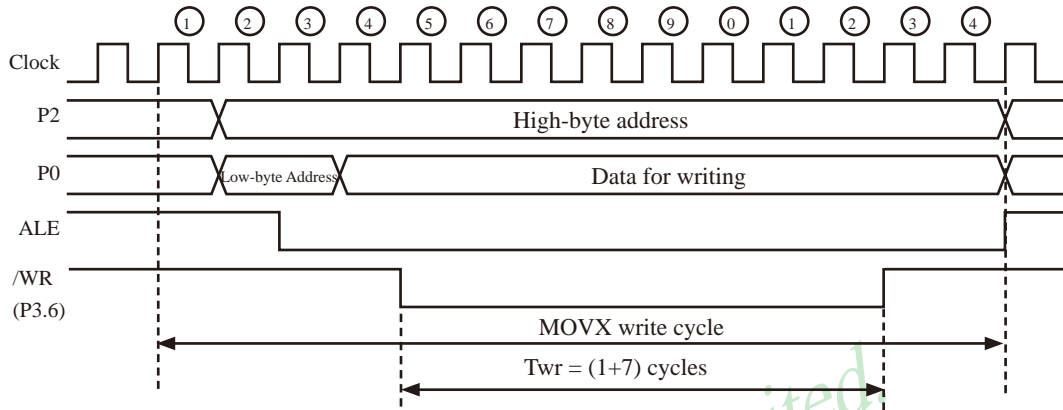 ① ② ③ ④ ⑤ ⑥ ⑦ ⑧ ⑨ ⓪ ① ② ③ ④
Clock
P2 High-byte address
P0 Low-byte Address Data for writing
ALE
/WR
(P3.6)
MOVX write cycle
Twr = (1+7) cycles